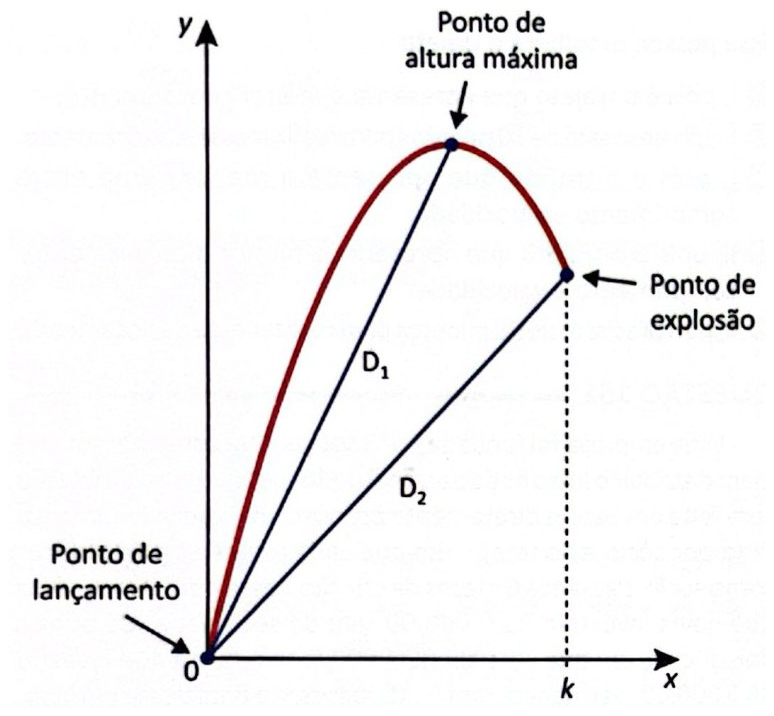 y
Ponto de
altura máxima
Ponto de
explosão
D₁
D₂
Ponto de
lançamento
0
k
x